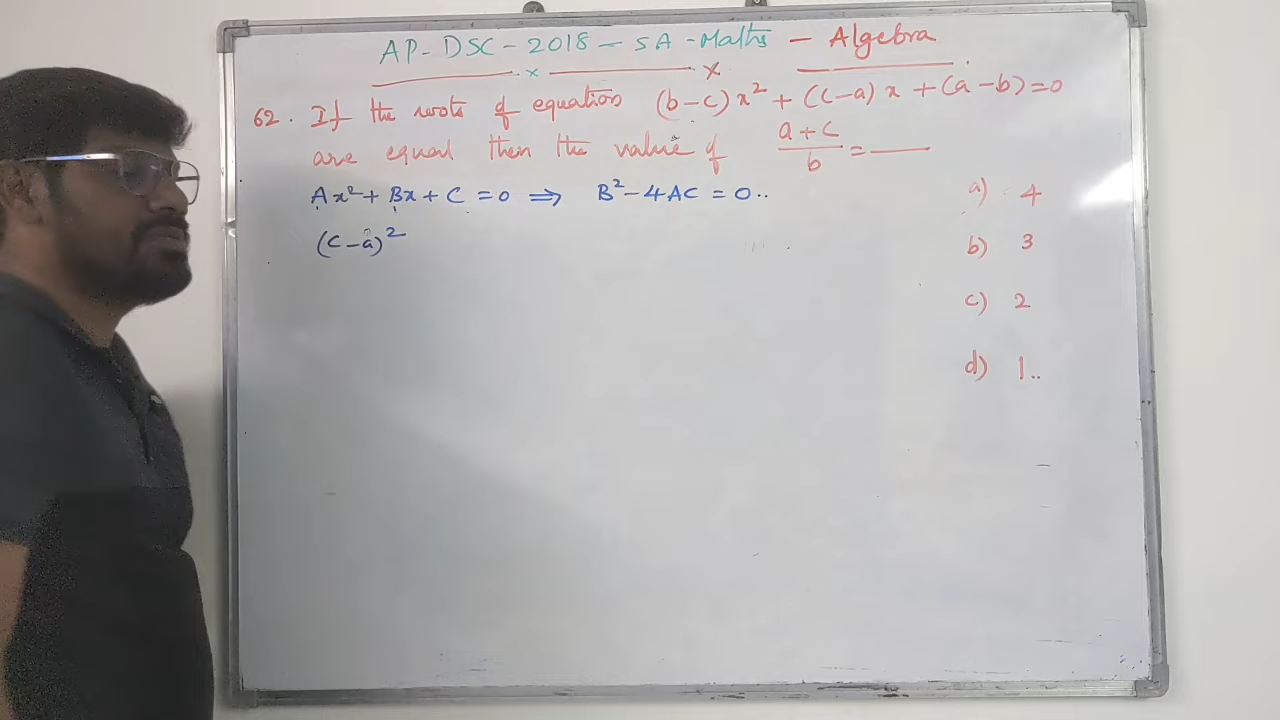 AP-DSC-2018-SA-Maths - Algebra
62. If the roots of equation (b-c)x² + (c-a)x + (a-b)=0
are equal then the value of (a+c)/b = ___
Ax² + Bx + C = 0 ⇒ B² - 4AC = 0..
(c-a)²
a) 4
b) 3
c) 2
d) 1..